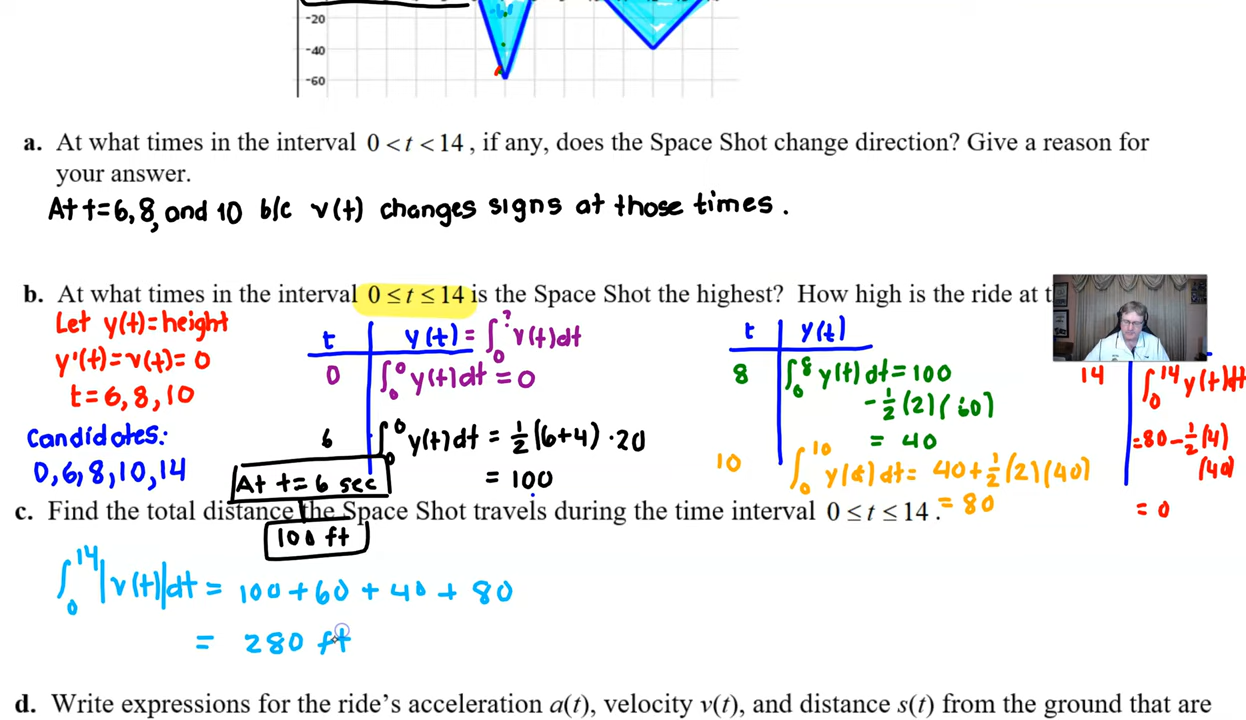 -20
-40
-60
a. At what times in the interval 0 < t < 14, if any, does the Space Shot change direction? Give a reason for
your answer.
At t=6, 8, and 10 b/c v(t) changes signs at those times.
b. At what times in the interval 0 ≤ t ≤ 14 is the Space Shot the highest? How high is the ride at t
Let y(t)=height
y'(t)=v(t)=0
t=6, 8, 10
Candidates:
0, 6, 8, 10, 14
t y(t) = ∫₀^? v(t)dt
0 ∫₀⁰ y(t)dt = 0
6 ∫₀⁰ y(t)dt = ½(6+4)·20
= 100
At t=6 sec
100 ft
t y(t)
8 ∫₀⁸ y(t)dt=100
-½(2)(60)
= 40
10 ∫₀¹⁰ y(t)dt= 40+½(2)(40)
= 80
14 ∫₀¹⁴ y(t)dt
=80-½(4)
(40)
= 0
c. Find the total distance the Space Shot travels during the time interval 0 ≤ t ≤ 14.
∫₀¹⁴ |v(t)|dt = 100+60+40+80
= 280 ft
d. Write expressions for the ride's acceleration a(t), velocity v(t), and distance s(t) from the ground that are